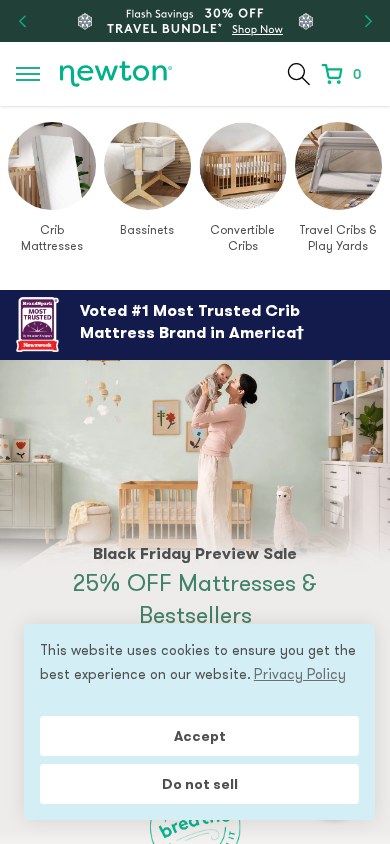 Flash Savings 30% OFF
TRAVEL BUNDLE* Shop Now
newton
0
Crib
Mattresses
Bassinets
Convertible
Cribs
Travel Cribs &
Play Yards
BrandSpark
MOST
TRUSTED
Newsweek
Voted #1 Most Trusted Crib
Mattress Brand in America†
Black Friday Preview Sale
25% OFF Mattresses &
Bestsellers
This website uses cookies to ensure you get the
best experience on our website. Privacy Policy
Accept
Do not sell
breathe